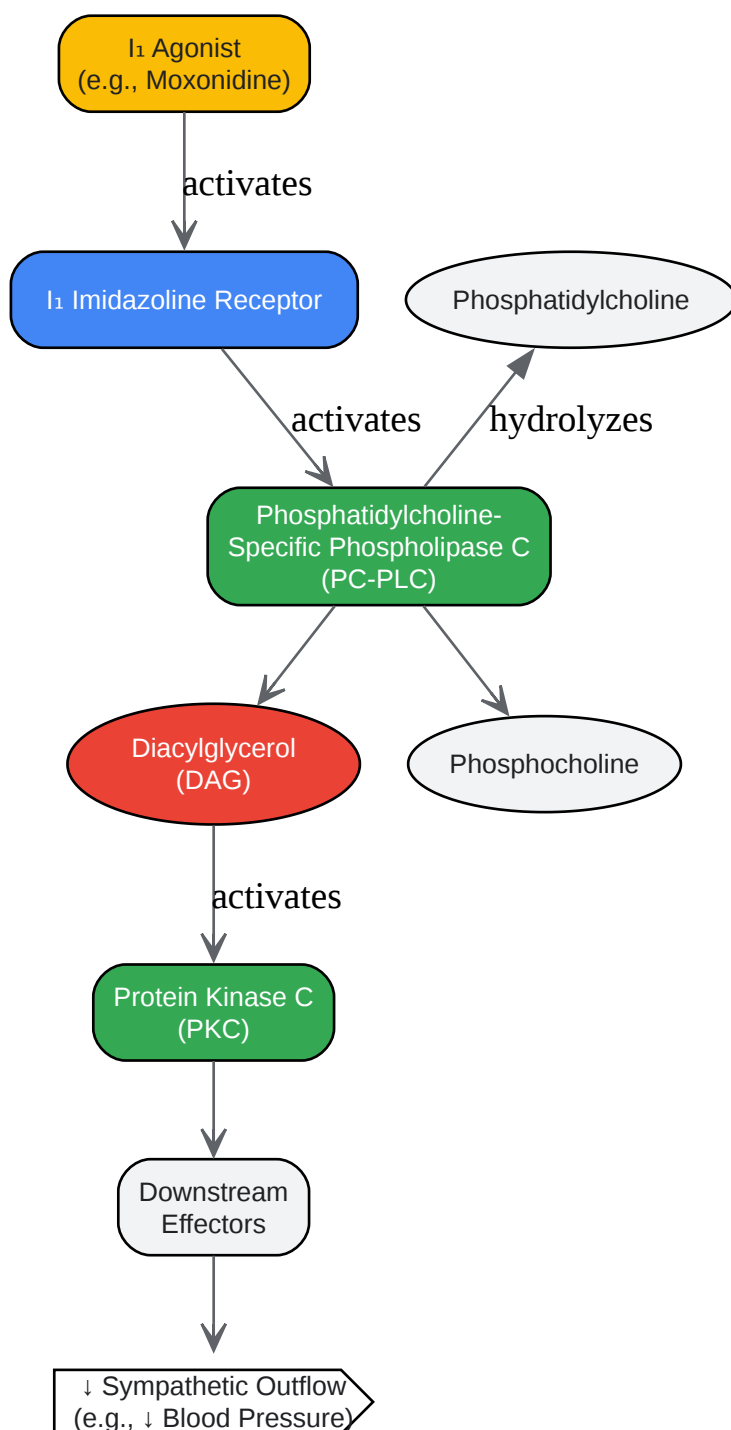 I₁ Agonist
(e.g., Moxonidine)
activates
I₁ Imidazoline Receptor
Phosphatidylcholine
activates
hydrolyzes
Phosphatidylcholine-
Specific Phospholipase C
(PC-PLC)
Diacylglycerol
(DAG)
Phosphocholine
activates
Protein Kinase C
(PKC)
Downstream
Effectors
↓ Sympathetic Outflow
(e.g., ↓ Blood Pressure)